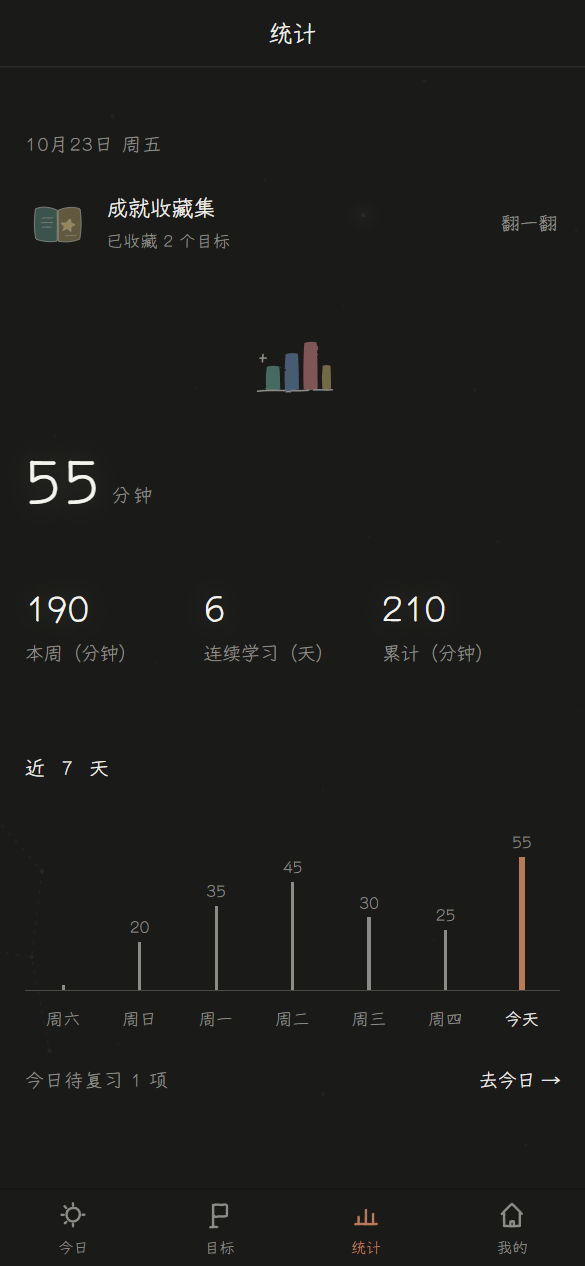 统计
10月23日 周五
成就收藏集
已收藏 2 个目标
翻一翻
55 分钟
190 6 210
本周（分钟） 连续学习（天） 累计（分钟）
近 7 天
20 35 45 30 25 55
周六 周日 周一 周二 周三 周四 今天
今日待复习 1 项 去今日 →
今日 目标 统计 我的